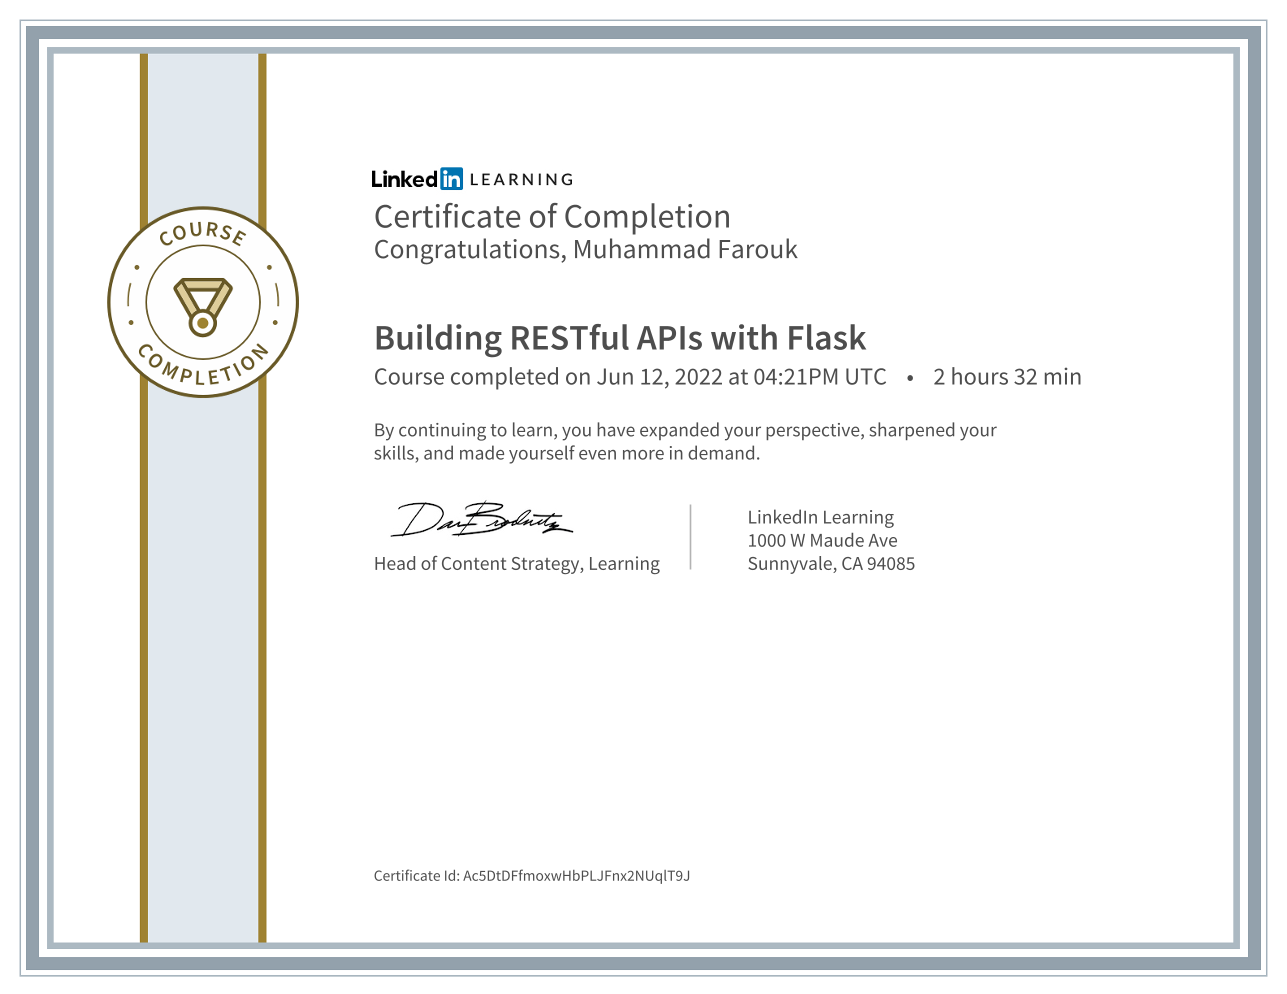 COURSE
COMPLETION
Linked in LEARNING
Certificate of Completion
Congratulations, Muhammad Farouk
Building RESTful APIs with Flask
Course completed on Jun 12, 2022 at 04:21PM UTC • 2 hours 32 min
By continuing to learn, you have expanded your perspective, sharpened your
skills, and made yourself even more in demand.
Head of Content Strategy, Learning
LinkedIn Learning
1000 W Maude Ave
Sunnyvale, CA 94085
Certificate Id: Ac5DtDFfmoxwHbPLJFnx2NUqlT9J